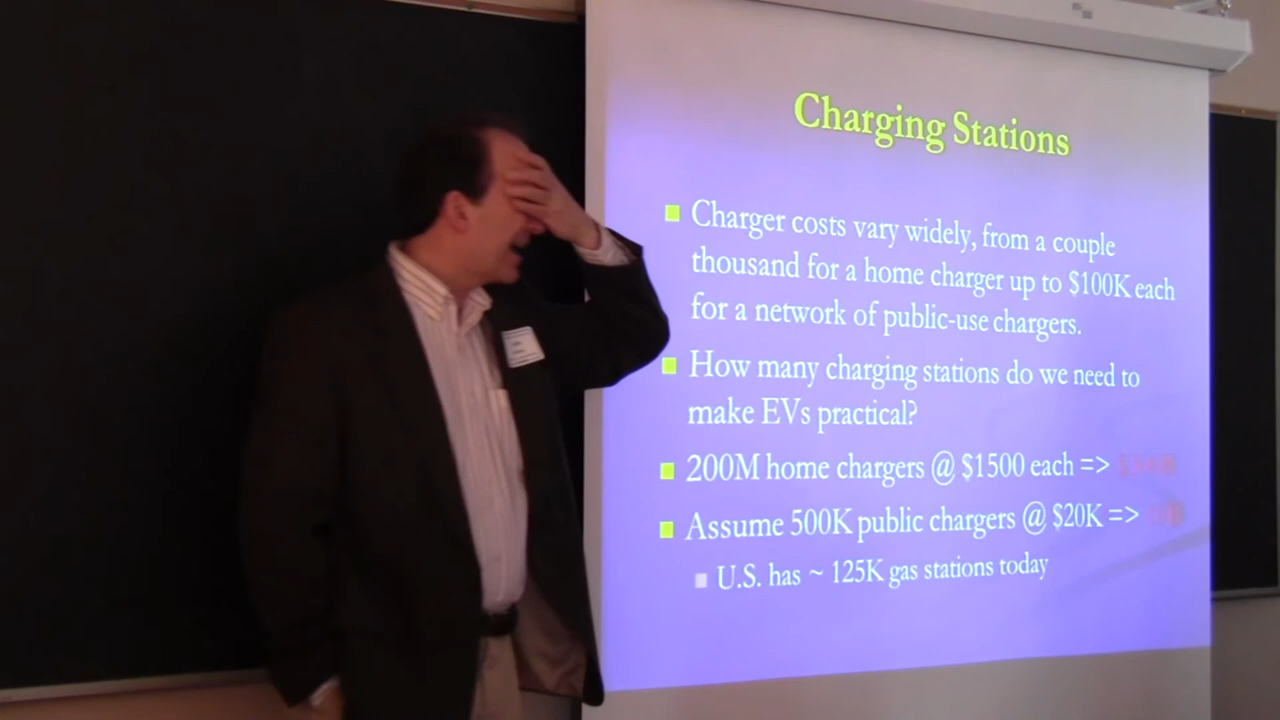 Charging Stations
Charger costs vary widely, from a couple
thousand for a home charger up to $100K each
for a network of public-use chargers.
How many charging stations do we need to
make EVs practical?
200M home chargers @ $1500 each =>
Assume 500K public chargers @ $20K =>
U.S. has ~ 125K gas stations today